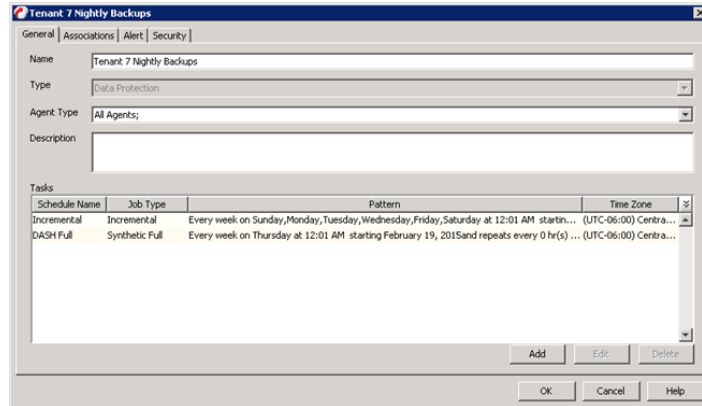 Tenant 7 Nightly Backups
General Associations Alert Security
Name Tenant 7 Nightly Backups
Type Data Protection
Agent Type All Agents;
Description
Tasks
Schedule Name Job Type Pattern Time Zone
Incremental Incremental Every week on Sunday,Monday,Tuesday,Wednesday,Friday,Saturday at 12:01 AM startin... (UTC-06:00) Centra...
DASH Full Synthetic Full Every week on Thursday at 12:01 AM starting February 19, 2015and repeats every 0 hr(s) ... (UTC-06:00) Centra...
Add Edit Delete
OK Cancel Help